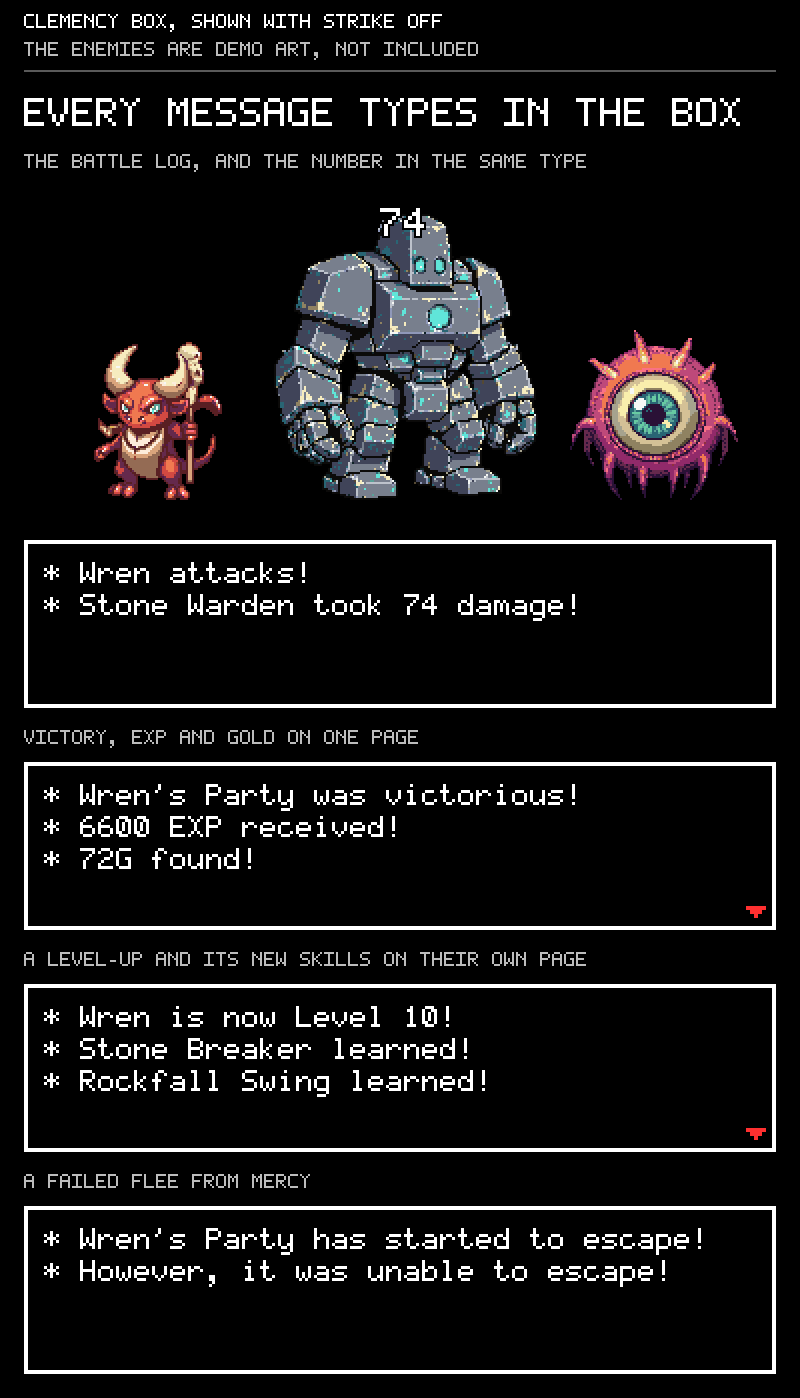 CLEMENCY BOX, SHOWN WITH STRIKE OFF
THE ENEMIES ARE DEMO ART, NOT INCLUDED
EVERY MESSAGE TYPES IN THE BOX
THE BATTLE LOG, AND THE NUMBER IN THE SAME TYPE
74
* Wren attacks!
* Stone Warden took 74 damage!
VICTORY, EXP AND GOLD ON ONE PAGE
* Wren's Party was victorious!
* 6600 EXP received!
* 72G found!
A LEVEL-UP AND ITS NEW SKILLS ON THEIR OWN PAGE
* Wren is now Level 10!
* Stone Breaker learned!
* Rockfall Swing learned!
A FAILED FLEE FROM MERCY
* Wren's Party has started to escape!
* However, it was unable to escape!